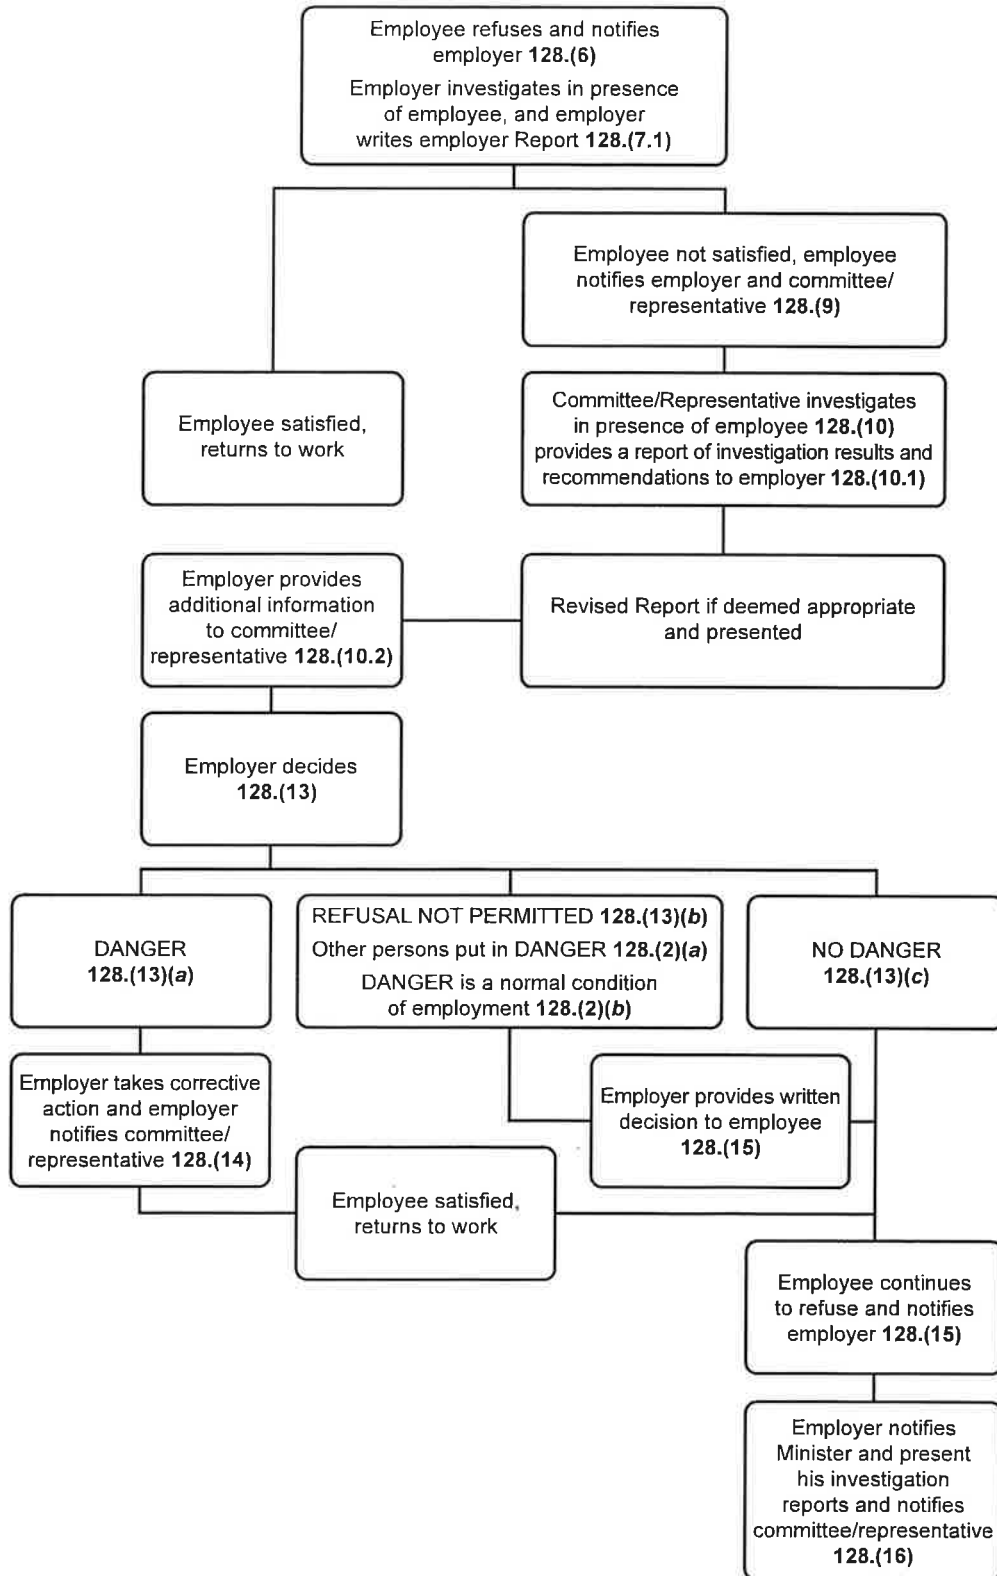 Employee refuses and notifies
employer 128.(6)
Employer investigates in presence
of employee, and employer
writes employer Report 128.(7.1)
Employee not satisfied, employee
notifies employer and committee/
representative 128.(9)
Employee satisfied,
returns to work
Committee/Representative investigates
in presence of employee 128.(10)
provides a report of investigation results and
recommendations to employer 128.(10.1)
Employer provides
additional information
to committee/
representative 128.(10.2)
Revised Report if deemed appropriate
and presented
Employer decides
128.(13)
DANGER
128.(13)(a)
REFUSAL NOT PERMITTED 128.(13)(b)
Other persons put in DANGER 128.(2)(a)
DANGER is a normal condition
of employment 128.(2)(b)
NO DANGER
128.(13)(c)
Employer takes corrective
action and employer
notifies committee/
representative 128.(14)
Employer provides written
decision to employee
128.(15)
Employee satisfied,
returns to work
Employee continues
to refuse and notifies
employer 128.(15)
Employer notifies
Minister and present
his investigation
reports and notifies
committee/representative
128.(16)